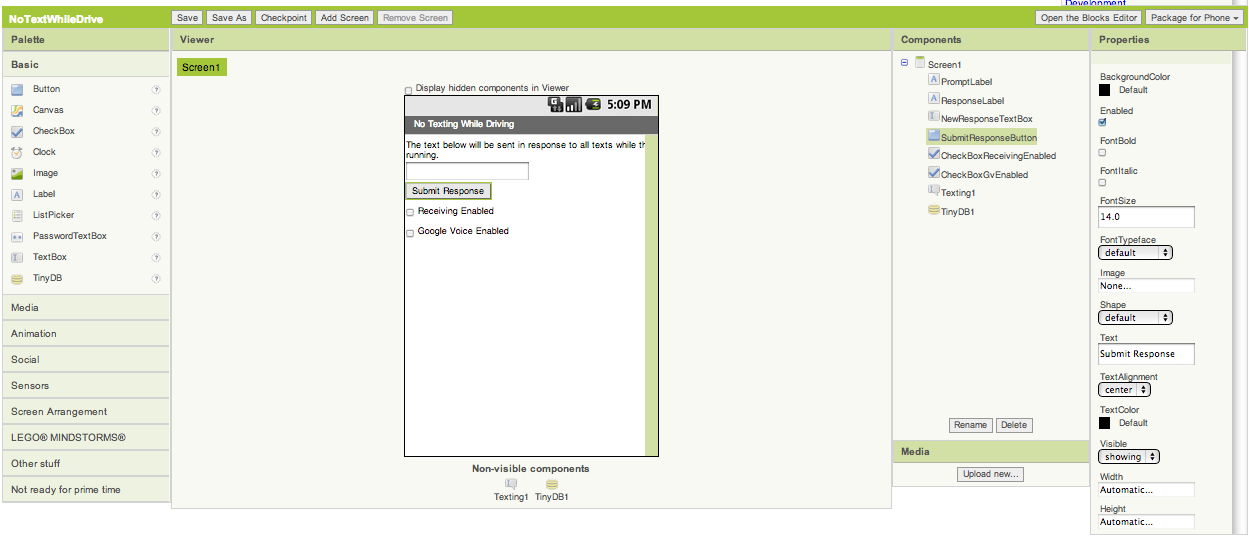 Development
NoTextWhileDrive
Save
Save As
Checkpoint
Add Screen
Remove Screen
Open the Blocks Editor
Package for Phone
Palette
Basic
Button
?
Canvas
?
CheckBox
?
Clock
?
Image
?
Label
?
ListPicker
?
PasswordTextBox
?
TextBox
?
TinyDB
?
Media
Animation
Social
Sensors
Screen Arrangement
LEGO® MINDSTORMS®
Other stuff
Not ready for prime time
Viewer
Screen1
Display hidden components in Viewer
5:09 PM
No Texting While Driving
The text below will be sent in response to all texts while th
running.
Submit Response
Receiving Enabled
Google Voice Enabled
Non-visible components
Texting1
TinyDB1
Components
Screen1
PromptLabel
ResponseLabel
NewResponseTextBox
SubmitResponseButton
CheckBoxReceivingEnabled
CheckBoxGvEnabled
Texting1
TinyDB1
Rename
Delete
Media
Upload new...
Properties
BackgroundColor
Default
Enabled
FontBold
FontItalic
FontSize
14.0
FontTypeface
default
Image
None...
Shape
default
Text
Submit Response
TextAlignment
center
TextColor
Default
Visible
showing
Width
Automatic...
Height
Automatic...